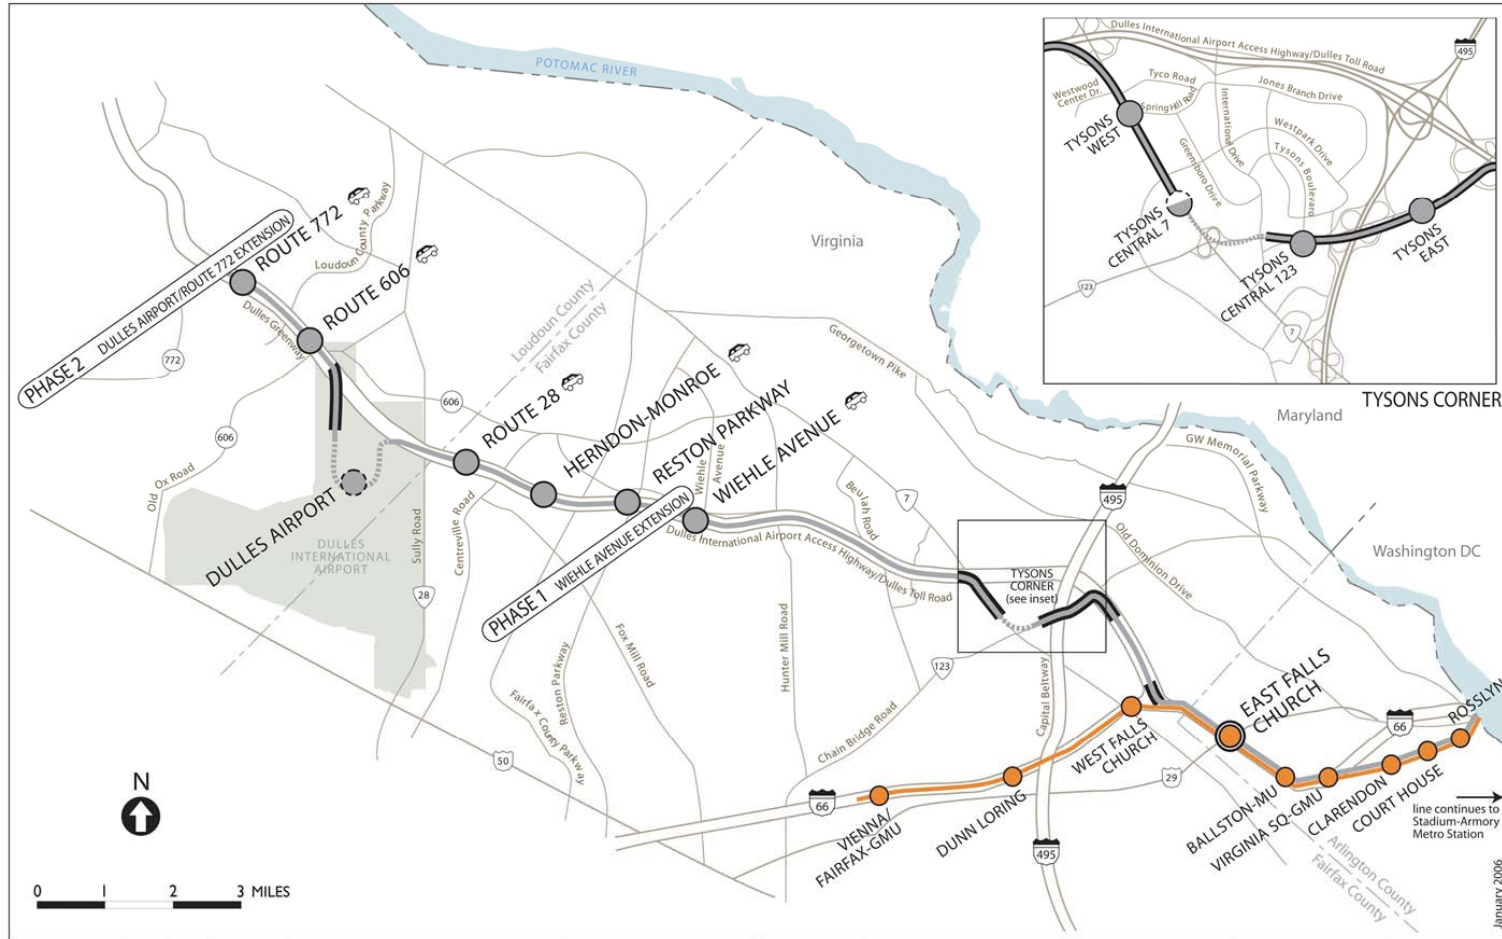 POTOMAC RIVER
Dulles International Airport Access Highway/Dulles Toll Road
495
Westwood
Center Dr.
Tyco Road
Spring Hill Road
International Drive
Jones Branch Drive
Westpark Drive
Tysons Boulevard
Greensboro Drive
TYSONS
WEST
TYSONS
CENTRAL 7
TYSONS
CENTRAL 123
TYSONS
EAST
123
7
TYSONS CORNER
Virginia
Maryland
Washington DC
PHASE 2 DULLES AIRPORT/ROUTE 772 EXTENSION
ROUTE 772
Loudoun County Parkway
ROUTE 606
Dulles Greenway
772
606
606
Old Ox Road
Loudoun County
Fairfax County
ROUTE 28
HERNDON-MONROE
RESTON PARKWAY
WIEHLE AVENUE
Wiehle
Avenue
Georgetown Pike
GW Memorial Parkway
DULLES AIRPORT
DULLES
INTERNATIONAL
AIRPORT
Sully Road
Centreville Road
28
PHASE 1 WIEHLE AVENUE EXTENSION
Dulles International Airport Access Highway/Dulles Toll Road
Beulah Road
7
495
TYSONS
CORNER
(see inset)
Old Dominion Drive
Fox Mill Road
Reston Parkway
Fairfax County Parkway
Hunter Mill Road
123
Chain Bridge Road
Capital Beltway
50
66
29
66
495
VIENNA/
FAIRFAX-GMU
DUNN LORING
WEST FALLS
CHURCH
EAST FALLS
CHURCH
BALLSTON-MU
VIRGINIA SQ-GMU
CLARENDON
COURT HOUSE
ROSSLYN
line continues to
Stadium-Armory
Metro Station
Arlington County
Fairfax County
N
0 1 2 3 MILES
January 2006